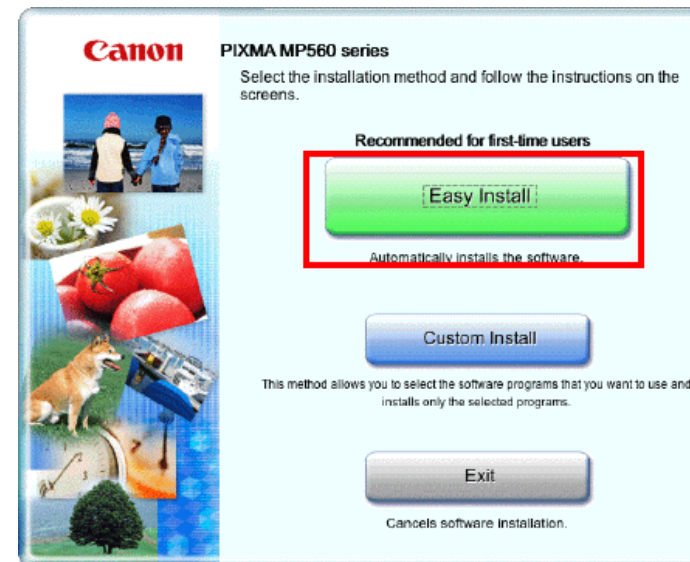 Canon
PIXMA MP560 series
Select the installation method and follow the instructions on the
screens.
Recommended for first-time users
Easy Install
Automatically installs the software.
Custom Install
This method allows you to select the software programs that you want to use and
installs only the selected programs.
Exit
Cancels software installation.